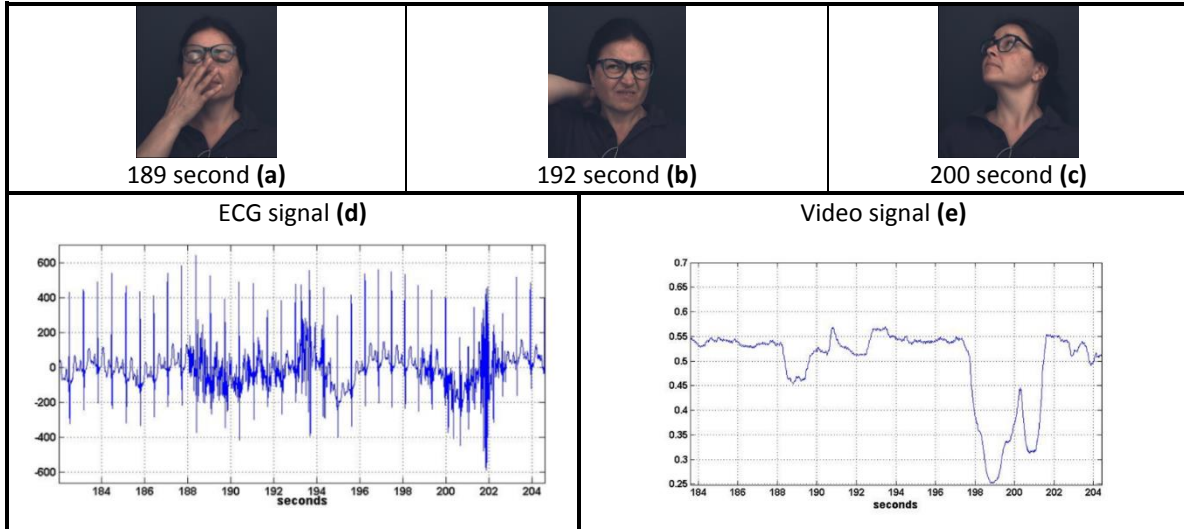 189 second (a)
192 second (b)
200 second (c)
ECG signal (d)
600
400
200
0
-200
-400
-600
184 186 188 190 192 194 196 198 200 202 204
seconds
Video signal (e)
0.7
0.65
0.6
0.55
0.5
0.45
0.4
0.35
0.3
0.25
184 186 188 190 192 194 196 198 200 202 204
seconds